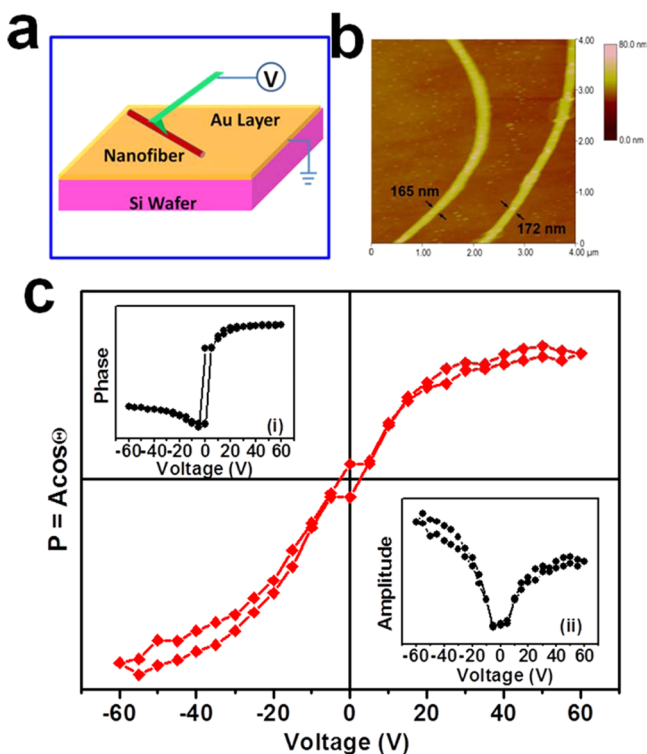 a
V
Au Layer
Nanofiber
Si Wafer
b
80.0 nm
0.0 nm
4.00
3.00
2.00
1.00
0
165 nm
172 nm
0 1.00 2.00 3.00 4.00 µm
c
P = AcosΘ
Phase
(i)
-60 -40 -20 0 20 40 60
Voltage (V)
Amplitude
(ii)
-60 -40 -20 0 20 40 60
Voltage (V)
-60 -40 -20 0 20 40 60
Voltage (V)